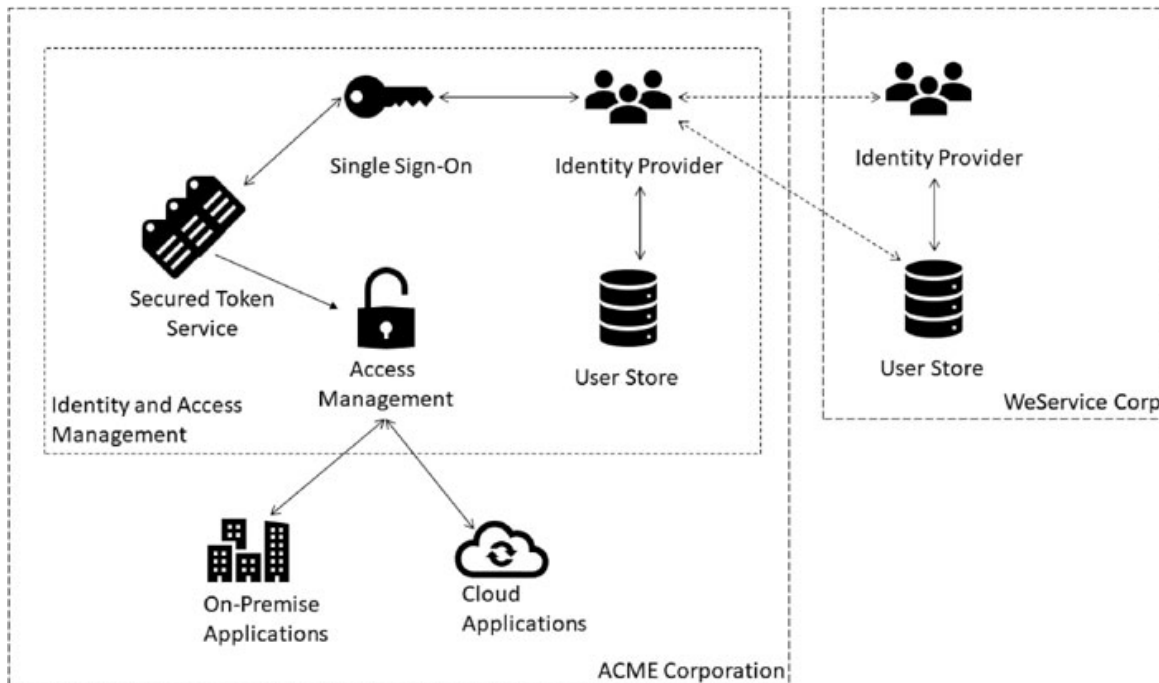 Single Sign-On
Identity Provider
Identity Provider
Secured Token
Service
Access
Management
User Store
User Store
Identity and Access
Management
WeService Corp
On-Premise
Applications
Cloud
Applications
ACME Corporation